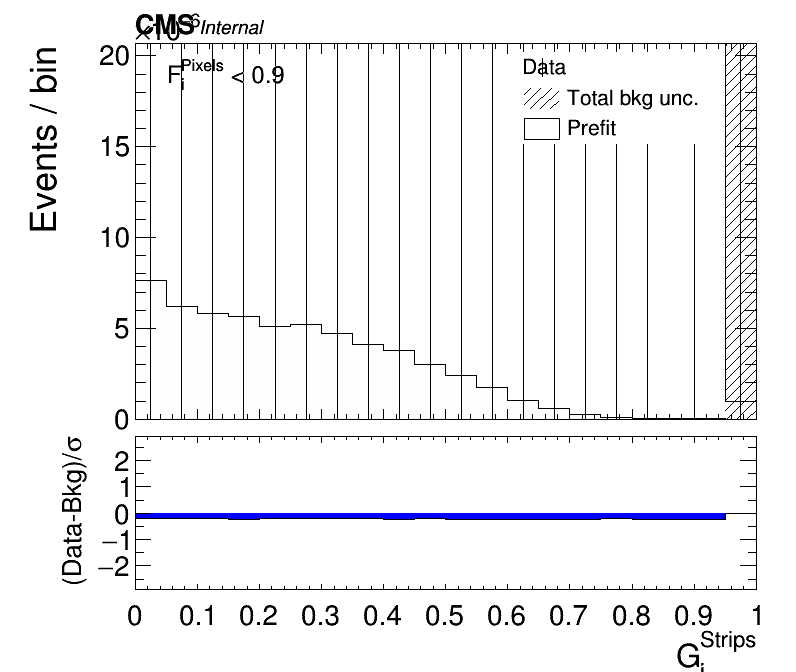 CMS Internal
×10⁻⁶
F_i^Pixels < 0.9
Data
Total bkg unc.
Prefit
Events / bin
20
15
10
5
0
(Data-Bkg)/σ
2
1
0
−1
−2
0 0.1 0.2 0.3 0.4 0.5 0.6 0.7 0.8 0.9 1
G_i^Strips